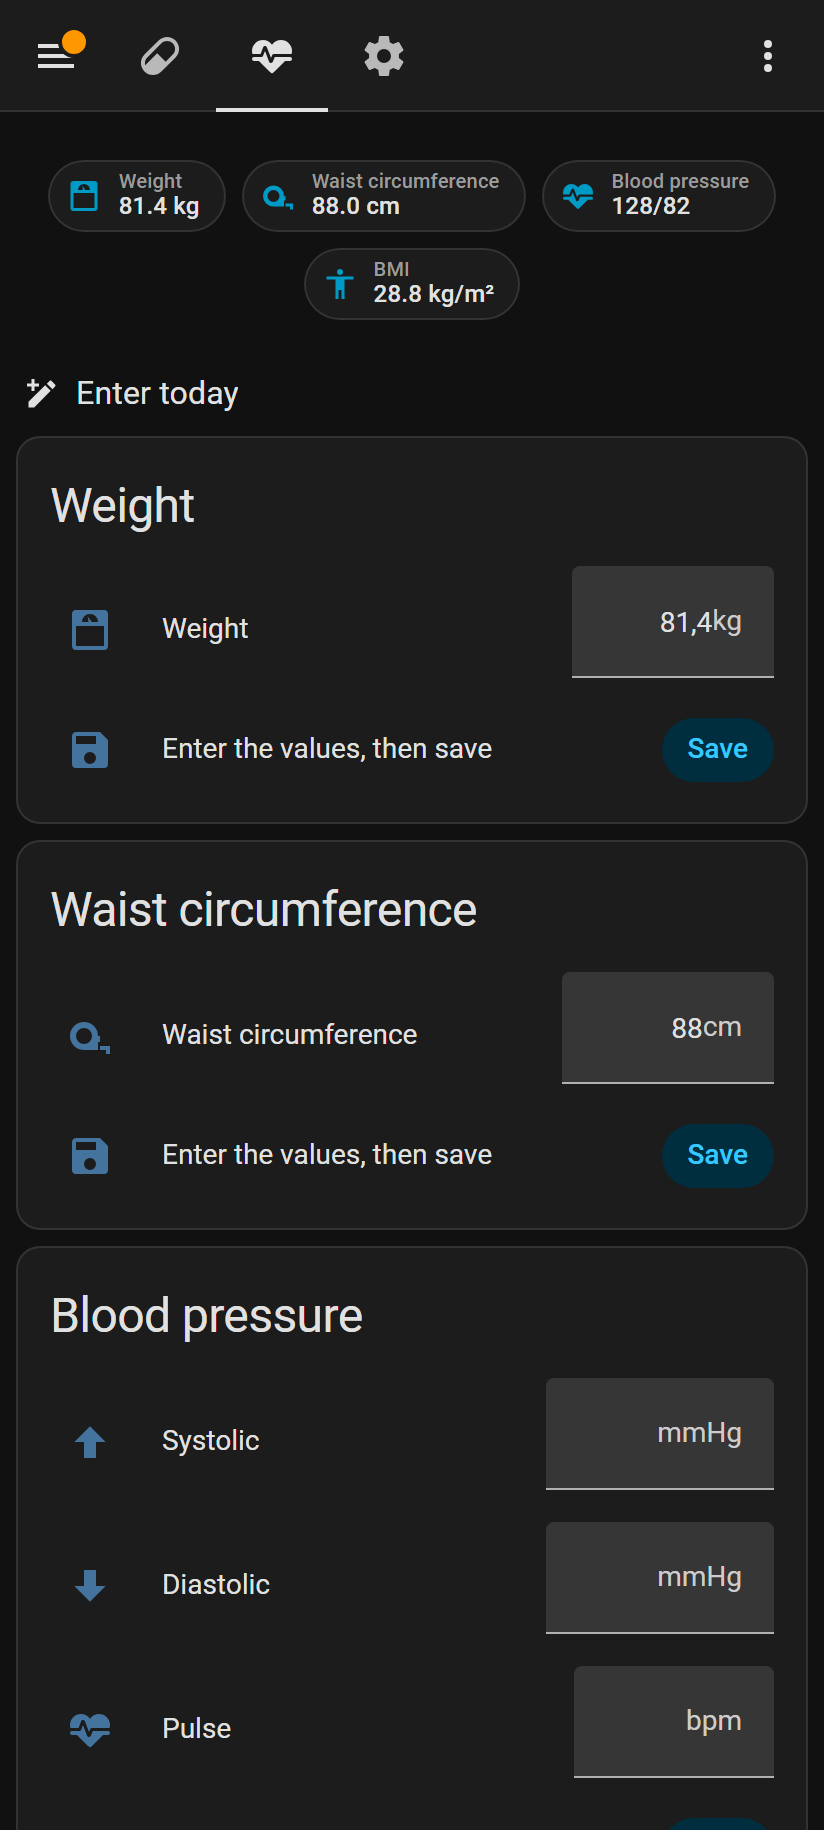 Weight
81.4 kg
Waist circumference
88.0 cm
Blood pressure
128/82
BMI
28.8 kg/m²
Enter today
Weight
Weight
81,4kg
Enter the values, then save
Save
Waist circumference
Waist circumference
88cm
Enter the values, then save
Save
Blood pressure
Systolic
mmHg
Diastolic
mmHg
Pulse
bpm